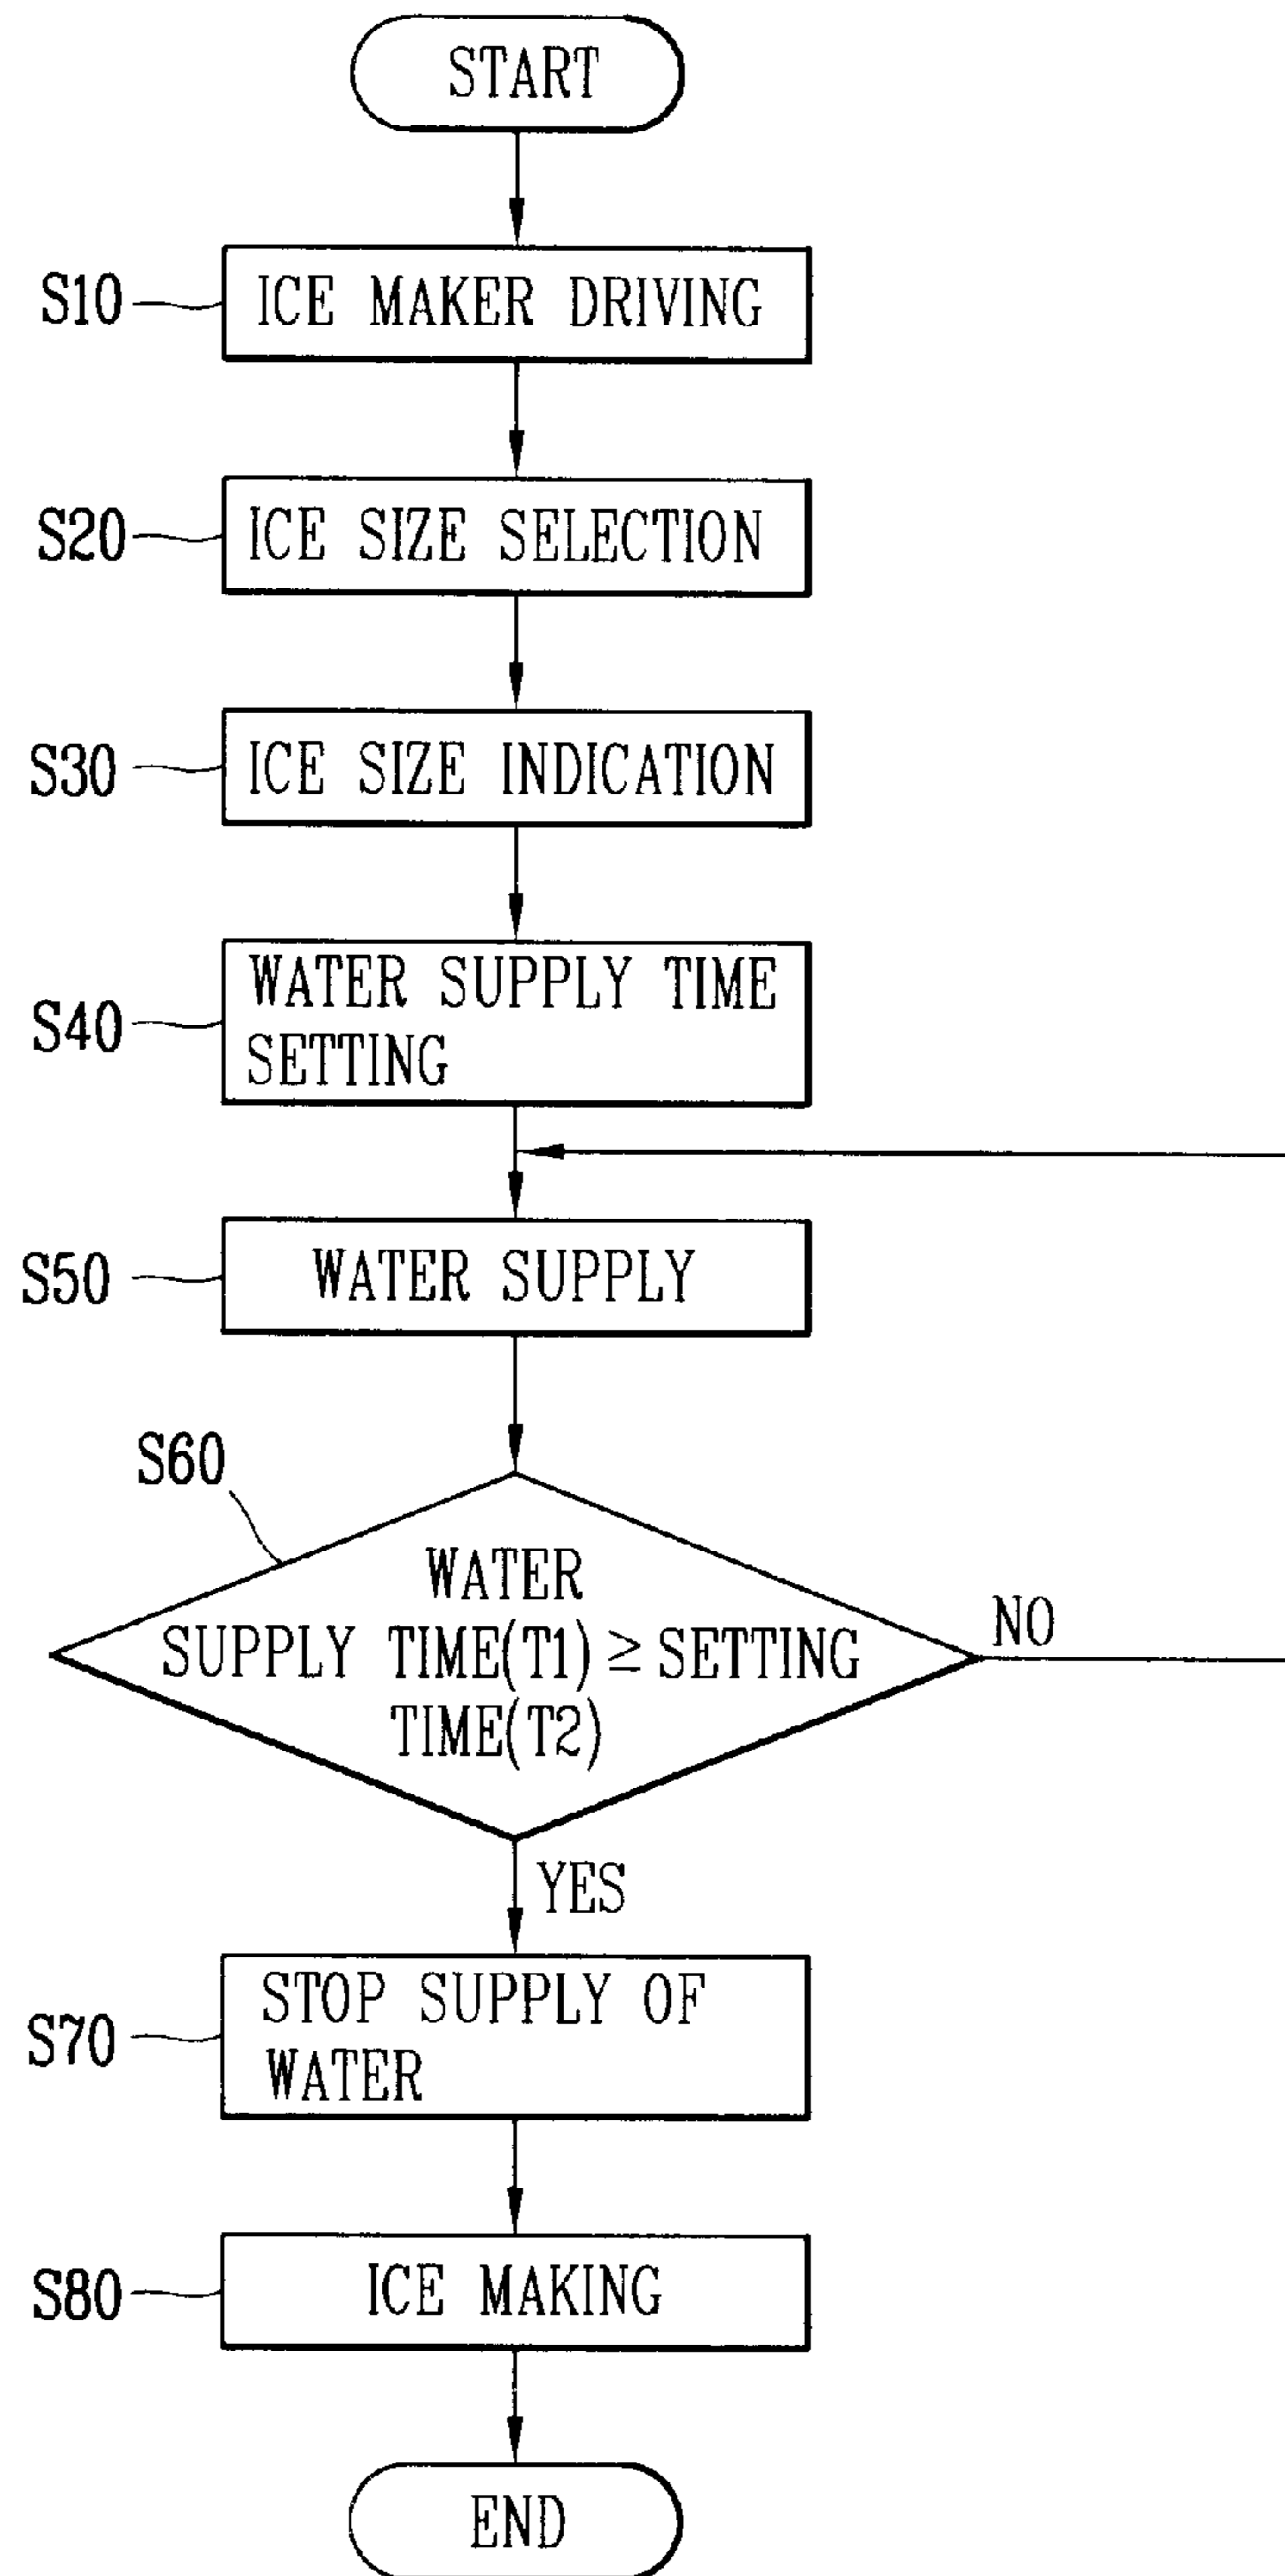 START
S10
ICE MAKER DRIVING
S20
ICE SIZE SELECTION
S30
ICE SIZE INDICATION
S40
WATER SUPPLY TIME
SETTING
S50
WATER SUPPLY
S60
WATER
SUPPLY TIME(T1) ≥ SETTING
TIME(T2)
NO
YES
S70
STOP SUPPLY OF
WATER
S80
ICE MAKING
END